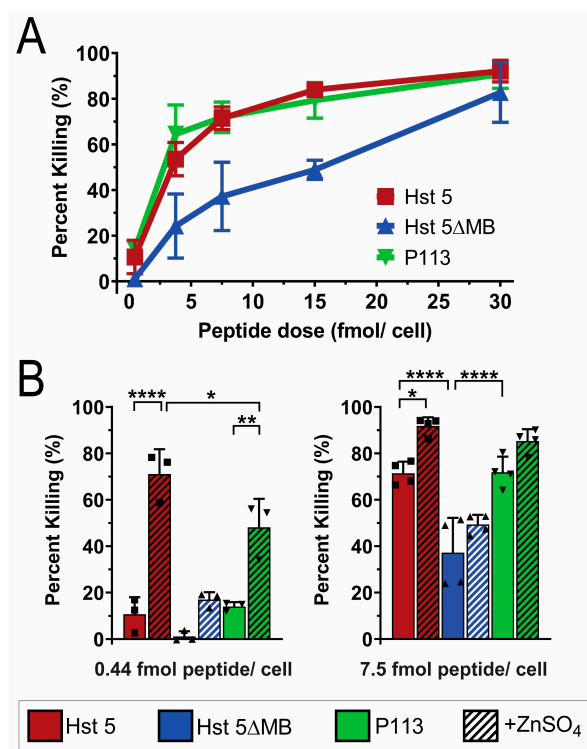 A
Percent Killing (%)
100
80
60
40
20
0
0 5 10 15 20 25 30
Peptide dose (fmol/ cell)
Hst 5
Hst 5ΔMB
P113
B
Percent Killing (%)
100
80
60
40
20
0
**** * **
0.44 fmol peptide/ cell
Percent Killing (%)
100
80
60
40
20
0
**** ****
*
7.5 fmol peptide/ cell
Hst 5 Hst 5ΔMB P113 +ZnSO₄